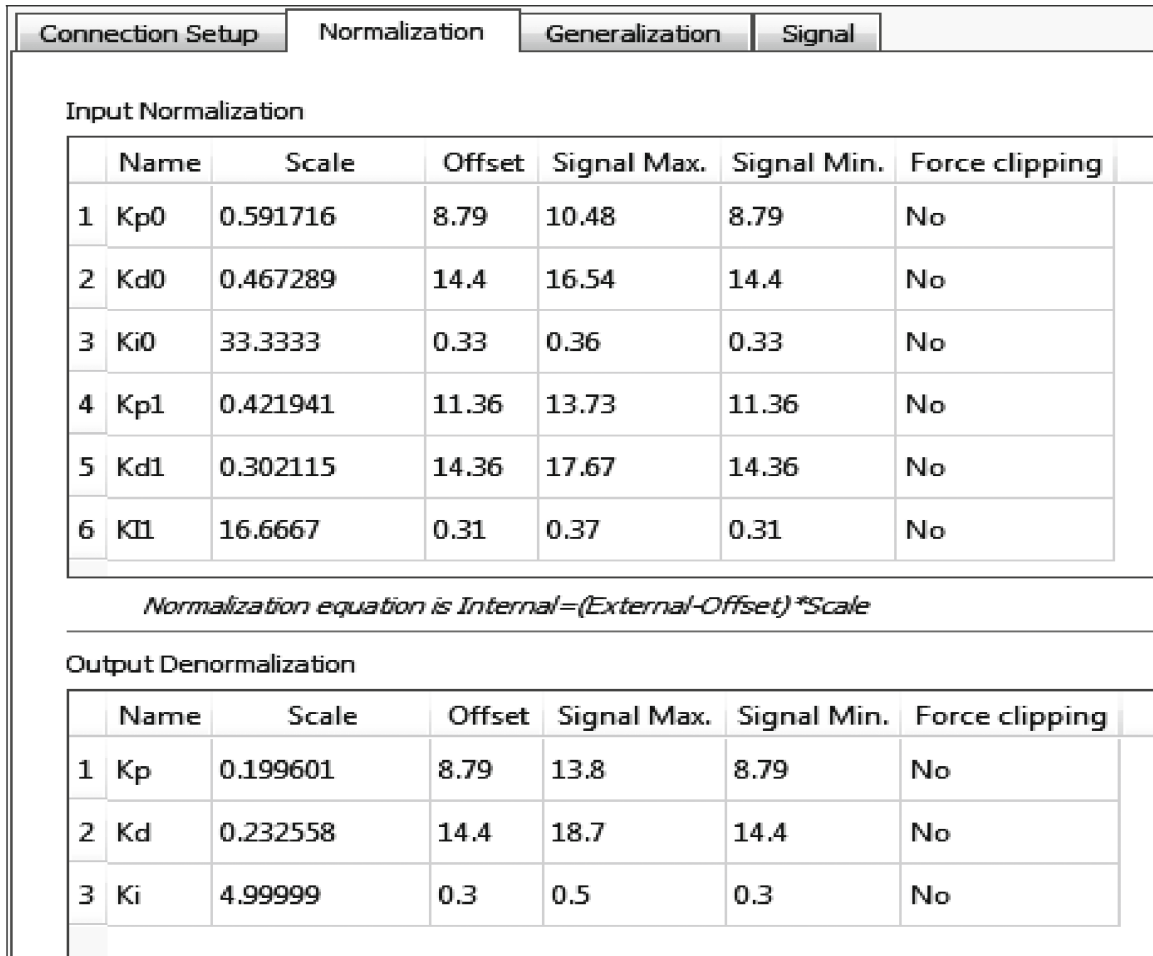 Connection Setup Normalization Generalization Signal
Input Normalization
Name Scale Offset Signal Max. Signal Min. Force clipping
1 Kp0 0.591716 8.79 10.48 8.79 No
2 Kd0 0.467289 14.4 16.54 14.4 No
3 Ki0 33.3333 0.33 0.36 0.33 No
4 Kp1 0.421941 11.36 13.73 11.36 No
5 Kd1 0.302115 14.36 17.67 14.36 No
6 KI1 16.6667 0.31 0.37 0.31 No
Normalization equation is Internal=(External-Offset)*Scale
Output Denormalization
Name Scale Offset Signal Max. Signal Min. Force clipping
1 Kp 0.199601 8.79 13.8 8.79 No
2 Kd 0.232558 14.4 18.7 14.4 No
3 Ki 4.99999 0.3 0.5 0.3 No